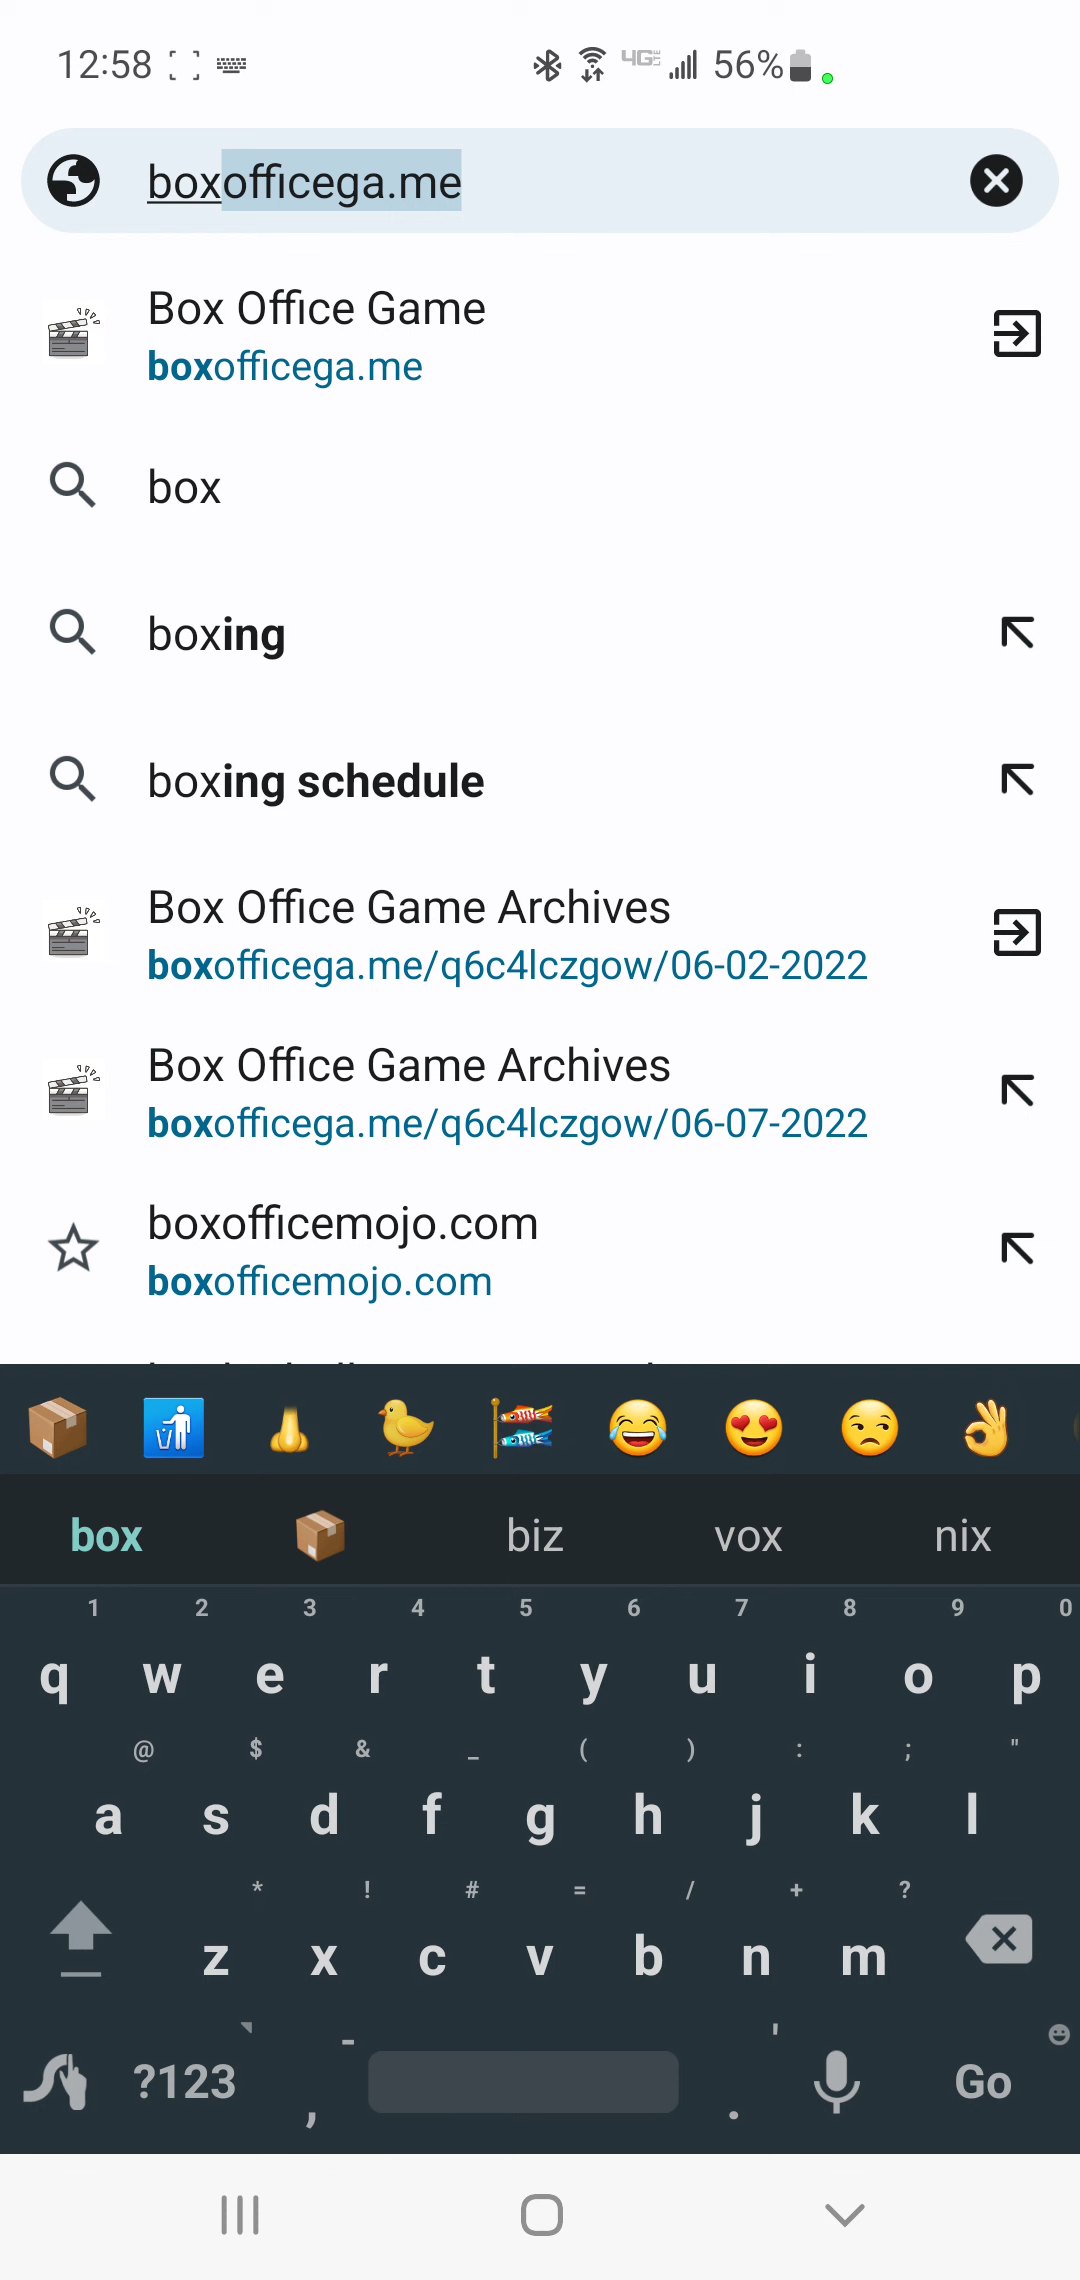 12:58 4G LTE 56%
boxofficega.me
Box Office Game
boxofficega.me
box
boxing
boxing schedule
Box Office Game Archives
boxofficega.me/q6c4lczgow/06-02-2022
Box Office Game Archives
boxofficega.me/q6c4lczgow/06-07-2022
boxofficemojo.com
boxofficemojo.com
box biz vox nix
1 2 3 4 5 6 7 8 9 0
q w e r t y u i o p
@ $ & _ ( ) : ; "
a s d f g h j k l
* ! # = / + ?
z x c v b n m
- '
?123 , . Go